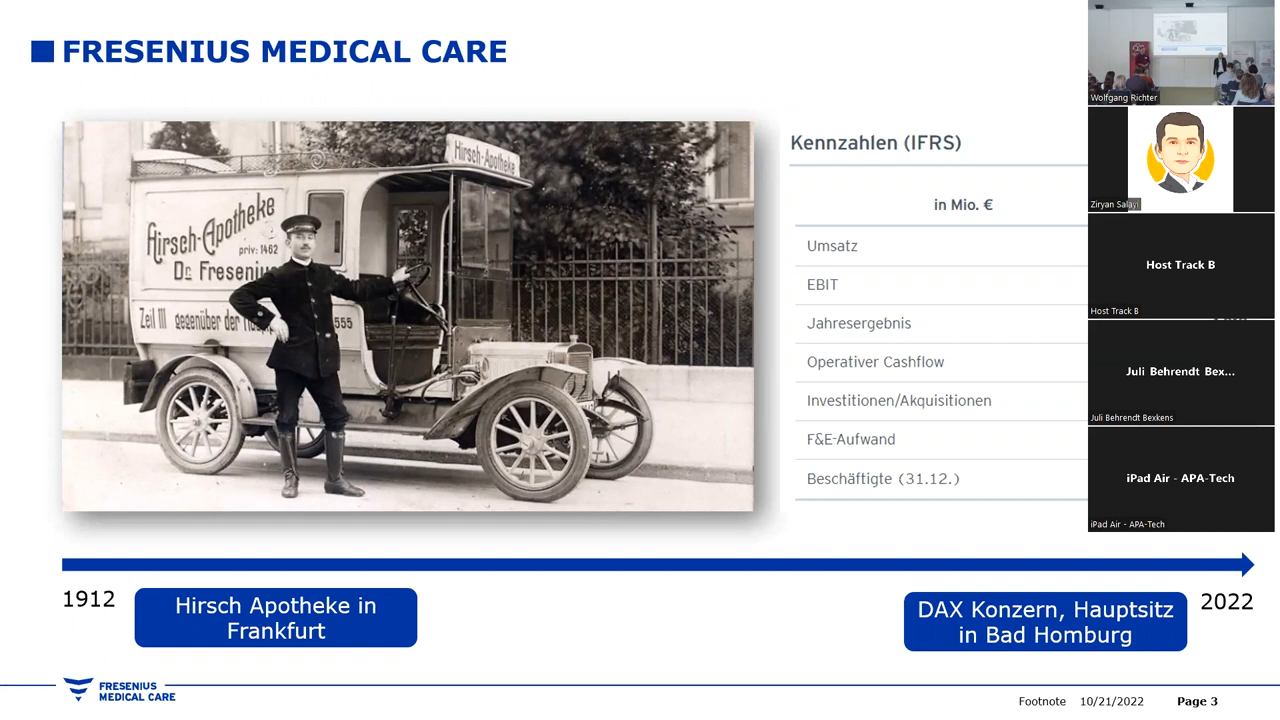 FRESENIUS MEDICAL CARE
Hirsch-Apotheke
Hirsch-Apotheke
priv: 1462
Dr. Fresenius
Zeil 111 gegenüber der
555
Kennzahlen (IFRS)
in Mio. €
Umsatz
EBIT
Jahresergebnis
Operativer Cashflow
Investitionen/Akquisitionen
F&E-Aufwand
Beschäftigte (31.12.)
Wolfgang Richter
Ziryan Salayi
Host Track B
Host Track B
Juli Behrendt Bex...
Juli Behrendt Bexkens
iPad Air - APA-Tech
iPad Air - APA-Tech
1912
Hirsch Apotheke in
Frankfurt
DAX Konzern, Hauptsitz
in Bad Homburg
2022
FRESENIUS
MEDICAL CARE
Footnote 10/21/2022 Page 3